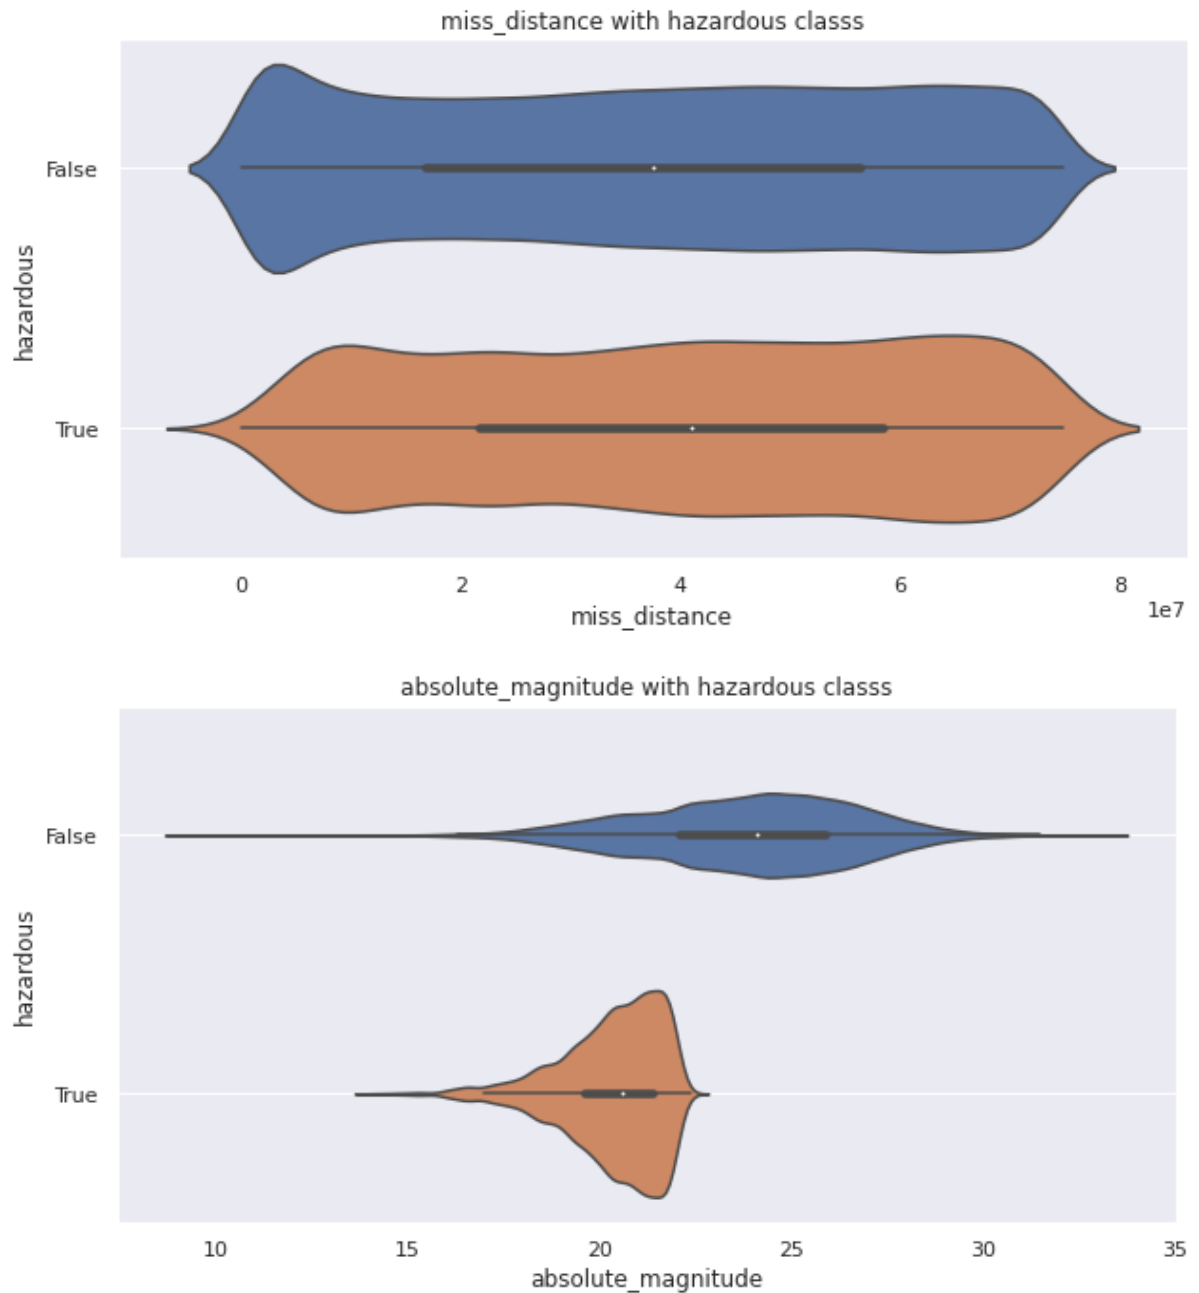 miss_distance with hazardous classs
False
True
hazardous
0 2 4 6 8
1e7
miss_distance
absolute_magnitude with hazardous classs
False
True
hazardous
10 15 20 25 30 35
absolute_magnitude